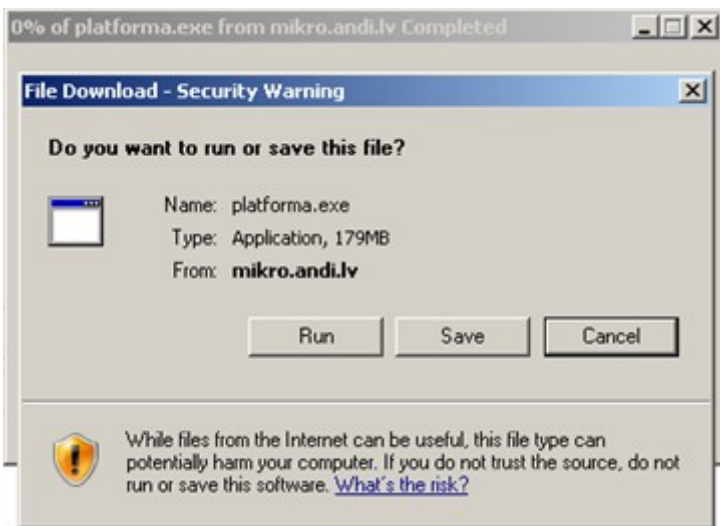 0% of platforma.exe from mikro.andi.lv Completed
File Download - Security Warning
Do you want to run or save this file?
Name: platforma.exe
Type: Application, 179MB
From: mikro.andi.lv
Run Save Cancel
While files from the Internet can be useful, this file type can
potentially harm your computer. If you do not trust the source, do not
run or save this software. What's the risk?